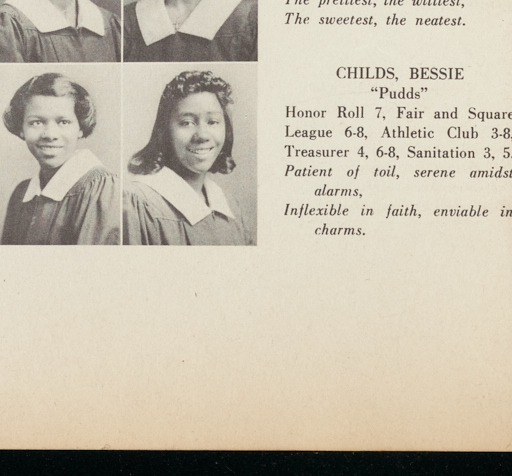 The prettiest, the wittiest,
The sweetest, the neatest.
CHILDS, BESSIE
“Pudds”
Honor Roll 7, Fair and Square
League 6-8, Athletic Club 3-8,
Treasurer 4, 6-8, Sanitation 3, 5.
Patient of toil, serene amidst
alarms,
Inflexible in faith, enviable in
charms.